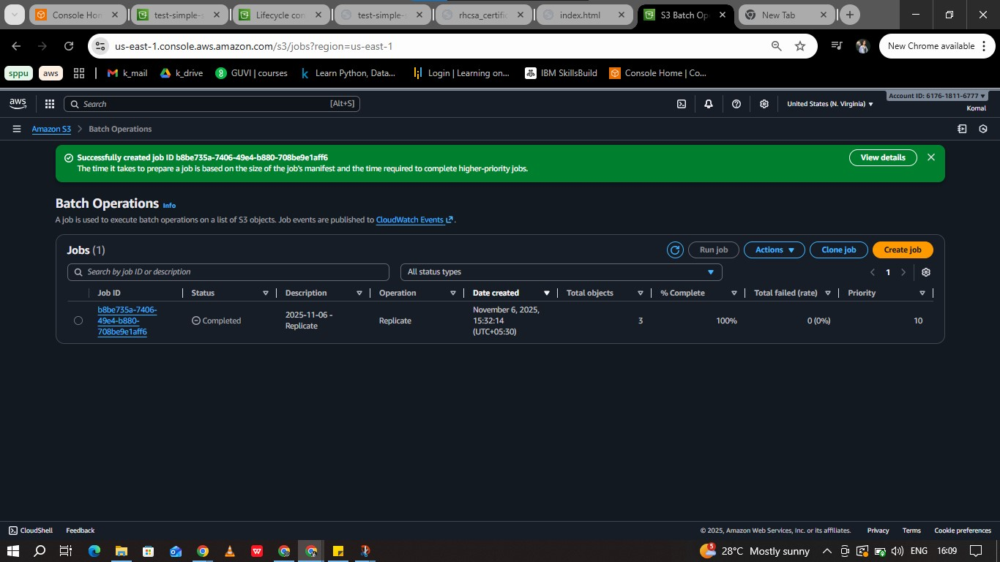 Console Hon
test-simple-s
Lifecycle con
test-simple-s
rhcsa_certific
index.html
S3 Batch Op
New Tab
us-east-1.console.aws.amazon.com/s3/jobs?region=us-east-1
New Chrome available
sppu
aws
k_mail
k_drive
GUVI | courses
Learn Python, Data...
Login | Learning on...
IBM SkillsBuild
Console Home | Co...
aws
Search
[Alt+S]
United States (N. Virginia)
Account ID: 6176-1811-6777
Komal
Amazon S3
Batch Operations
Successfully created job ID b8be735a-7406-49e4-b880-708be9e1aff6
The time it takes to prepare a job is based on the size of the job's manifest and the time required to complete higher-priority jobs.
View details
Batch Operations Info
A job is used to execute batch operations on a list of S3 objects. Job events are published to CloudWatch Events.
Jobs (1)
Run job
Actions
Clone job
Create job
Search by job ID or description
All status types
1
Job ID
Status
Description
Operation
Date created
Total objects
% Complete
Total failed (rate)
Priority
b8be735a-7406-
49e4-b880-
708be9e1aff6
Completed
2025-11-06 -
Replicate
Replicate
November 6, 2025,
15:32:14
(UTC+05:30)
3
100%
0 (0%)
10
CloudShell
Feedback
© 2025, Amazon Web Services, Inc. or its affiliates.
Privacy
Terms
Cookie preferences
5
28°C Mostly sunny
ENG
16:09